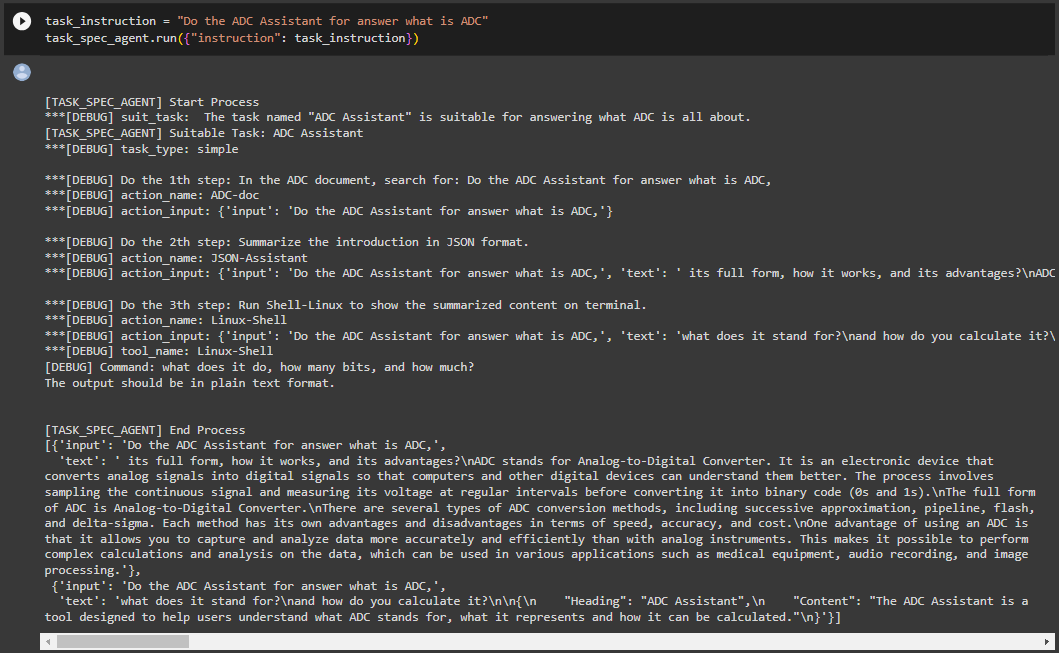 task_instruction = "Do the ADC Assistant for answer what is ADC"
task_spec_agent.run({"instruction": task_instruction})
[TASK_SPEC_AGENT] Start Process
***[DEBUG] suit_task:  The task named "ADC Assistant" is suitable for answering what ADC is all about.
[TASK_SPEC_AGENT] Suitable Task: ADC Assistant
***[DEBUG] task_type: simple
***[DEBUG] Do the 1th step: In the ADC document, search for: Do the ADC Assistant for answer what is ADC,
***[DEBUG] action_name: ADC-doc
***[DEBUG] action_input: {'input': 'Do the ADC Assistant for answer what is ADC,'}
***[DEBUG] Do the 2th step: Summarize the introduction in JSON format.
***[DEBUG] action_name: JSON-Assistant
***[DEBUG] action_input: {'input': 'Do the ADC Assistant for answer what is ADC,', 'text': ' its full form, how it works, and its advantages?\nADC
***[DEBUG] Do the 3th step: Run Shell-Linux to show the summarized content on terminal.
***[DEBUG] action_name: Linux-Shell
***[DEBUG] action_input: {'input': 'Do the ADC Assistant for answer what is ADC,', 'text': 'what does it stand for?\nand how do you calculate it?\
***[DEBUG] tool_name: Linux-Shell
[DEBUG] Command: what does it do, how many bits, and how much?
The output should be in plain text format.
[TASK_SPEC_AGENT] End Process
[{'input': 'Do the ADC Assistant for answer what is ADC,',
'text': ' its full form, how it works, and its advantages?\nADC stands for Analog-to-Digital Converter. It is an electronic device that
converts analog signals into digital signals so that computers and other digital devices can understand them better. The process involves
sampling the continuous signal and measuring its voltage at regular intervals before converting it into binary code (0s and 1s).\nThe full form
of ADC is Analog-to-Digital Converter.\nThere are several types of ADC conversion methods, including successive approximation, pipeline, flash,
and delta-sigma. Each method has its own advantages and disadvantages in terms of speed, accuracy, and cost.\nOne advantage of using an ADC is
that it allows you to capture and analyze data more accurately and efficiently than with analog instruments. This makes it possible to perform
complex calculations and analysis on the data, which can be used in various applications such as medical equipment, audio recording, and image
processing.'},
{'input': 'Do the ADC Assistant for answer what is ADC,',
'text': 'what does it stand for?\nand how do you calculate it?\n\n{\n    "Heading": "ADC Assistant",\n    "Content": "The ADC Assistant is a
tool designed to help users understand what ADC stands for, what it represents and how it can be calculated."\n}'}]